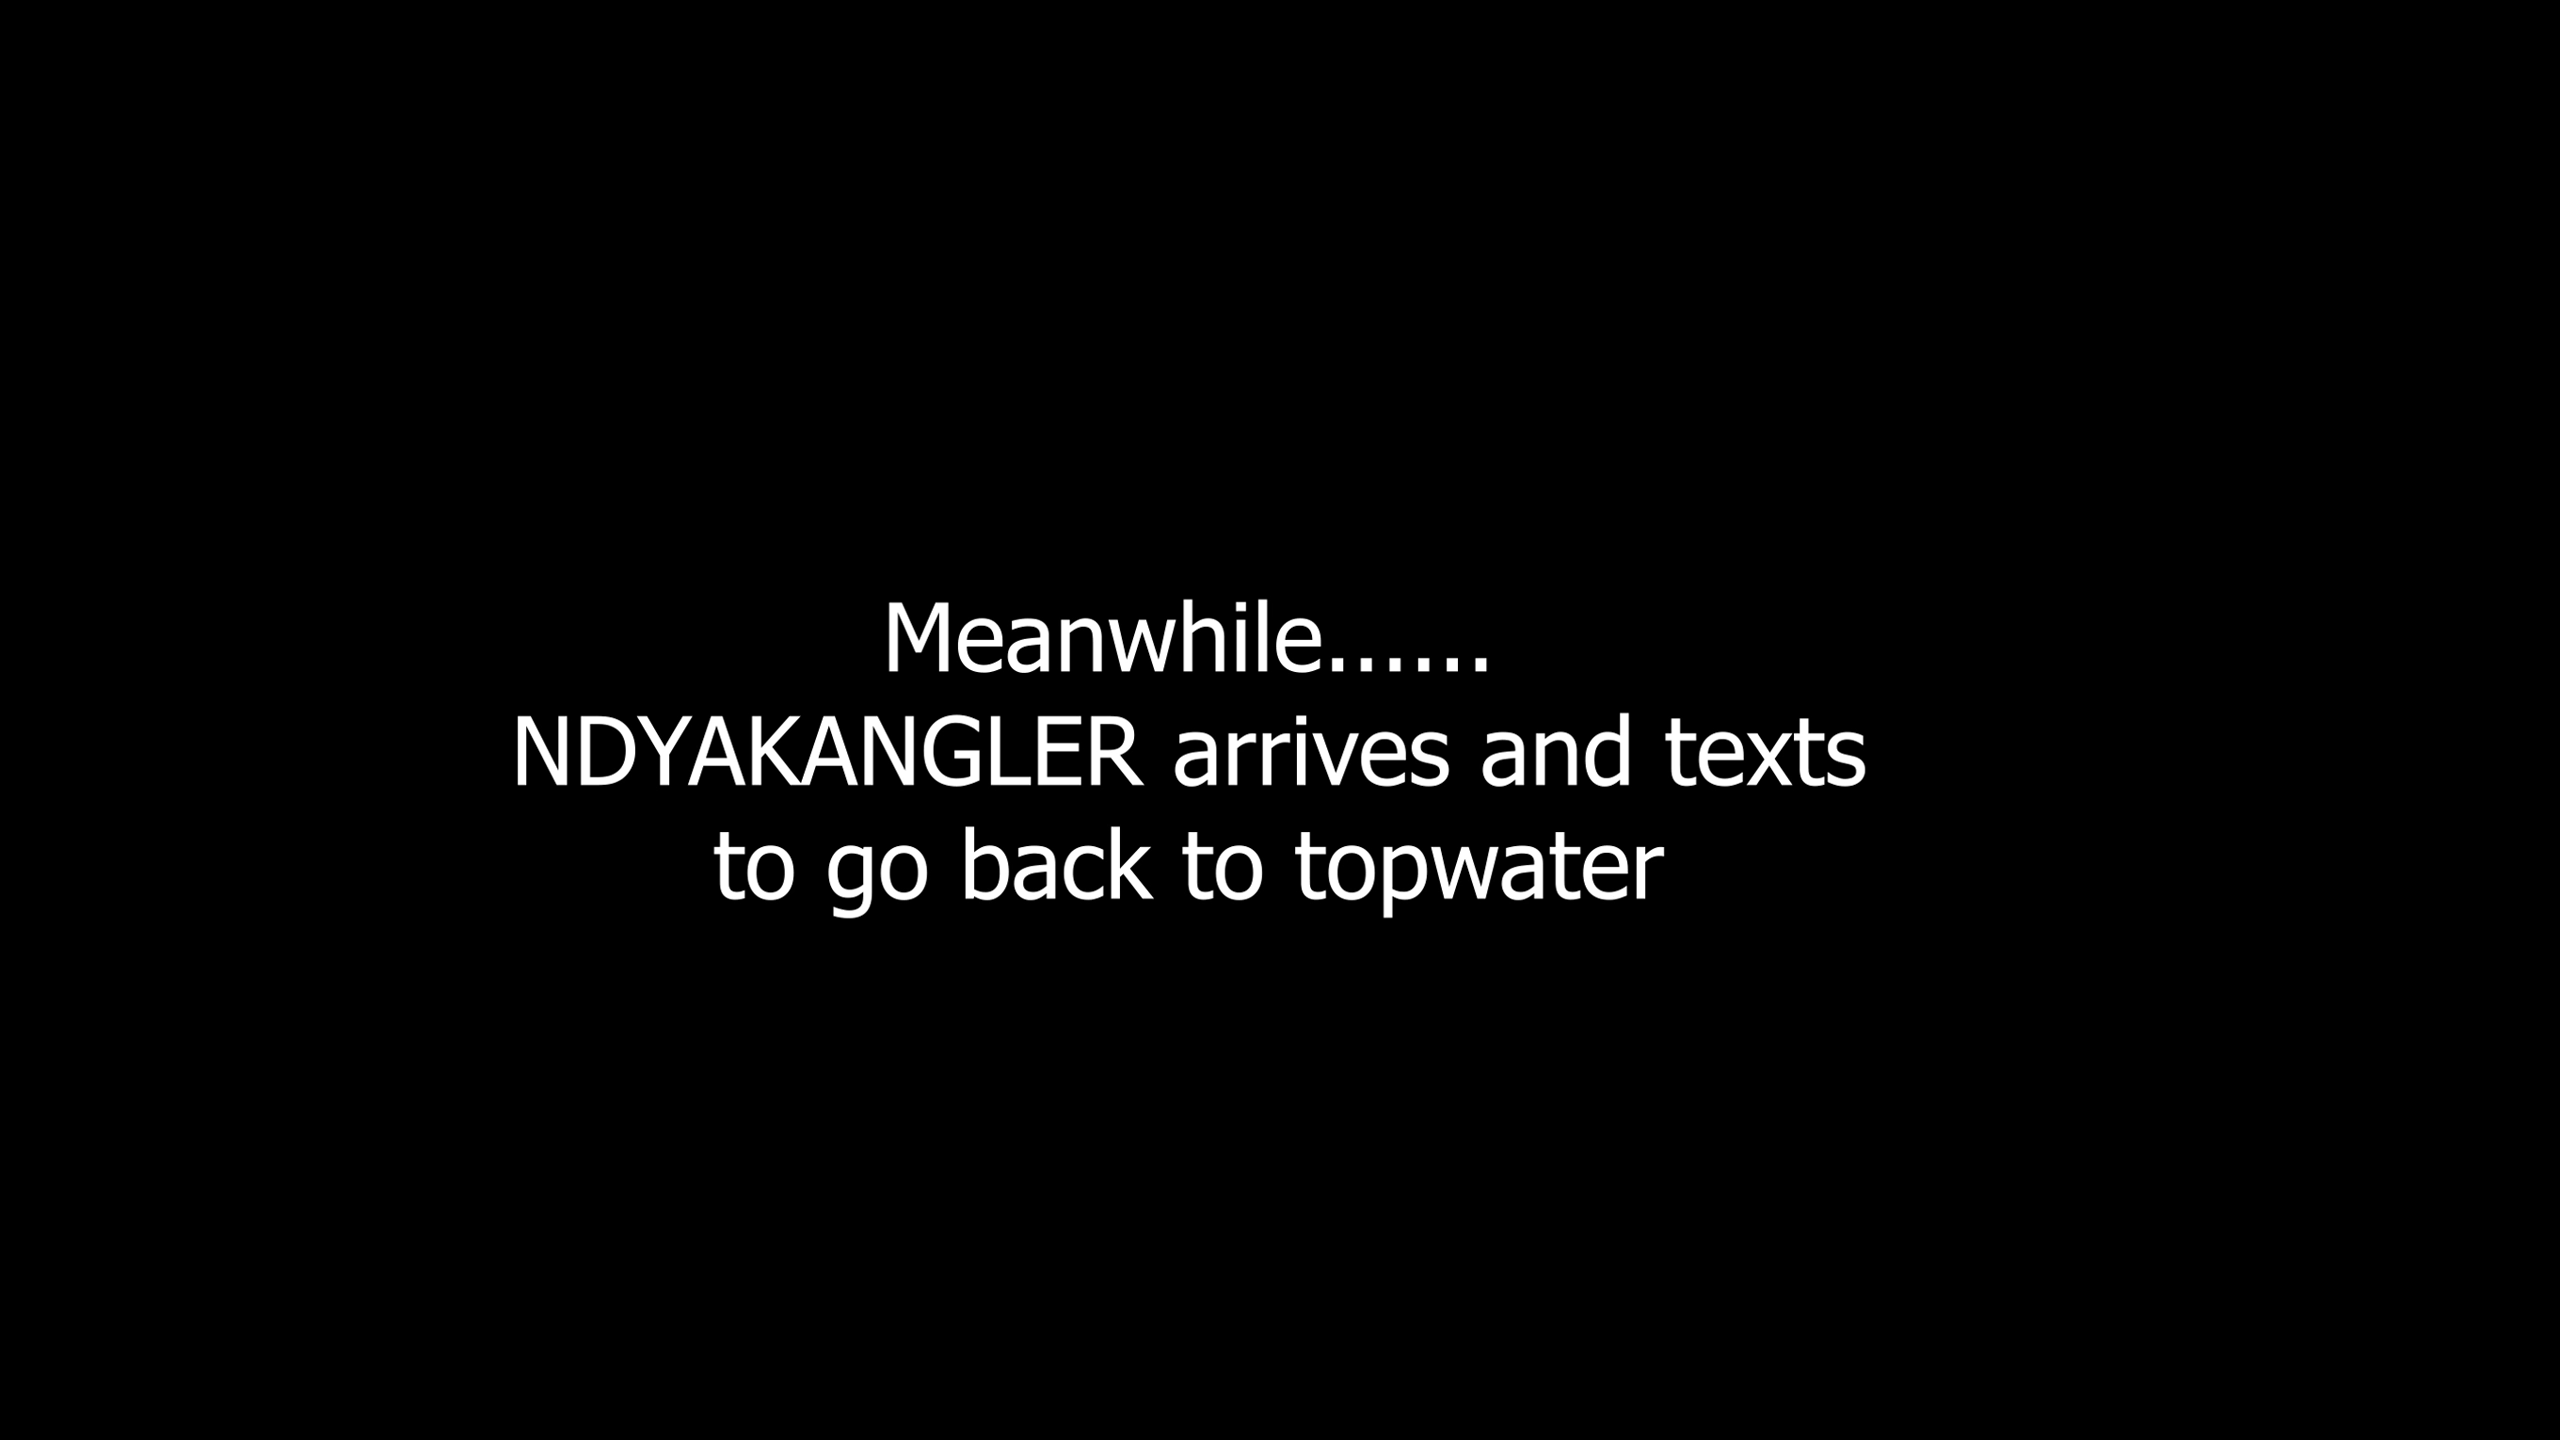 Meanwhile......
NDYAKANGLER arrives and texts
to go back to topwater